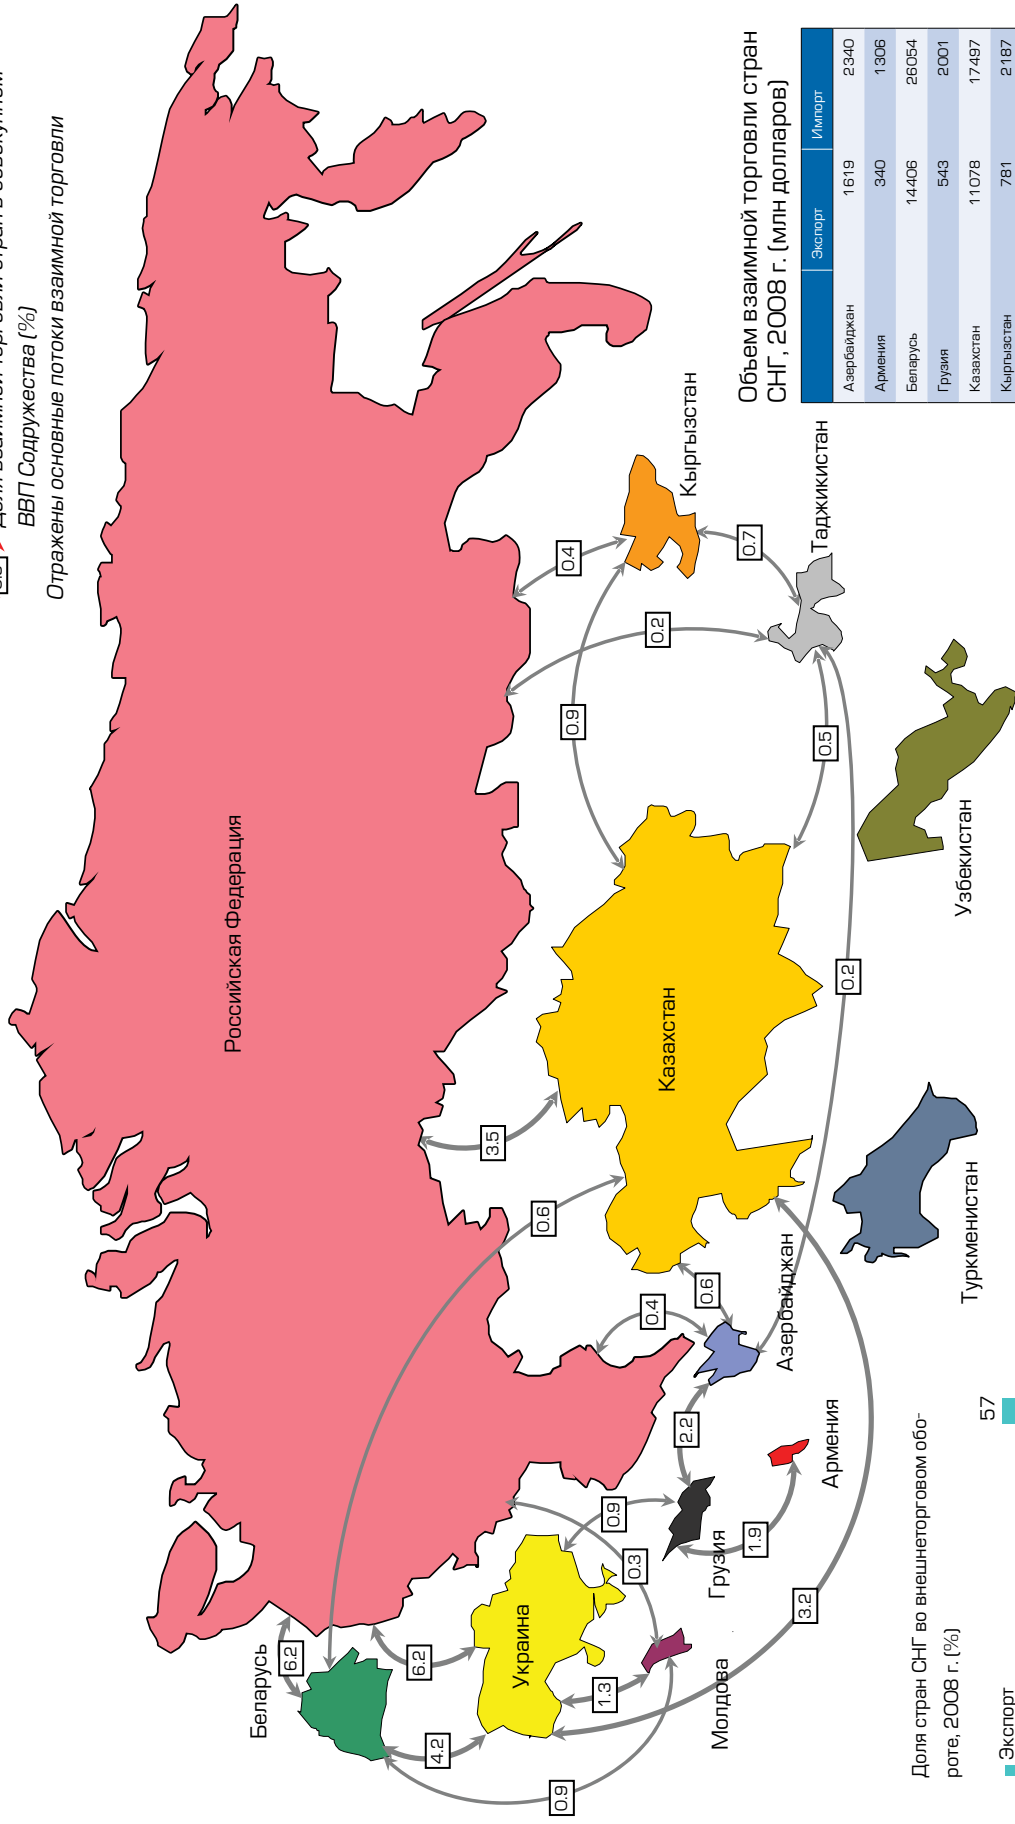 ВВП Содружества (%)
Отражены основные потоки взаимной торговли
Российская Федерация
Беларусь
Украина
Молдова
Грузия
Армения
Азербайджан
Казахстан
Кыргызстан
Таджикистан
Узбекистан
Туркменистан
6.2
6.2
4.2
0.9
1.3
0.3
0.9
3.2
1.9
2.2
0.4
0.6
0.6
3.5
0.9
0.4
0.2
0.7
0.5
0.2
Объем взаимной торговли стран
СНГ, 2008 г. (млн долларов)
Экспорт Импорт
Азербайджан 1619 2340
Армения 340 1306
Беларусь 14406 26054
Грузия 543 2001
Казахстан 11078 17497
Кыргызстан 781 2187
Доля стран СНГ во внешнеторговом обо-
роте, 2008 г. (%)
Экспорт
57